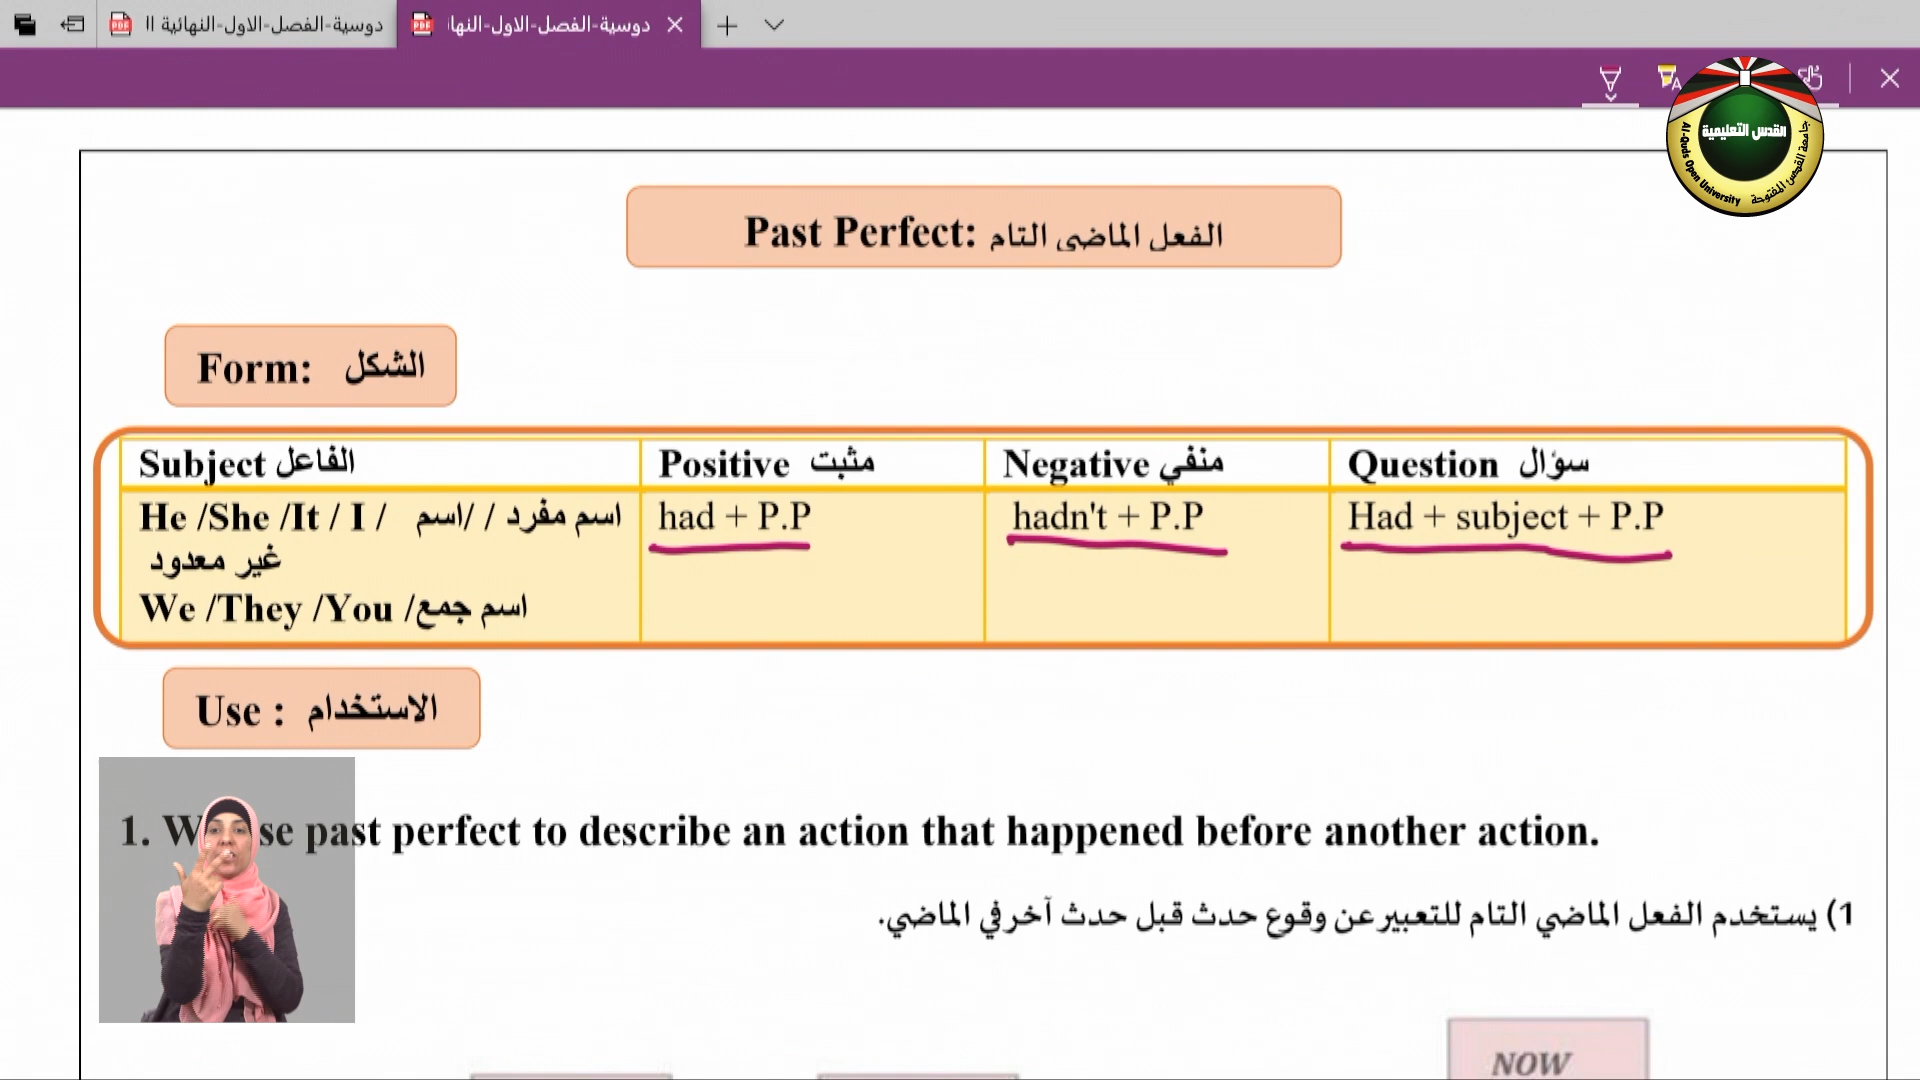 دوسية-الفصل-الاول-النهائية اا
دوسية-الفصل-الاول-النها
القدس التعليمية
جامعة القدس المفتوحة
Al-Quds Open University
Past Perfect: الفعل الماضي التام
Form: الشكل
Subject الفاعل Positive مثبت Negative منفي Question سؤال
He /She /It / I / اسم مفرد / /اسم had + P.P hadn't + P.P Had + subject + P.P
غير معدود
We /They /You /اسم جمع
Use : الاستخدام
1. W se past perfect to describe an action that happened before another action.
1) يستخدم الفعل الماضي التام للتعبير عن وقوع حدث قبل حدث آخر في الماضي.
NOW